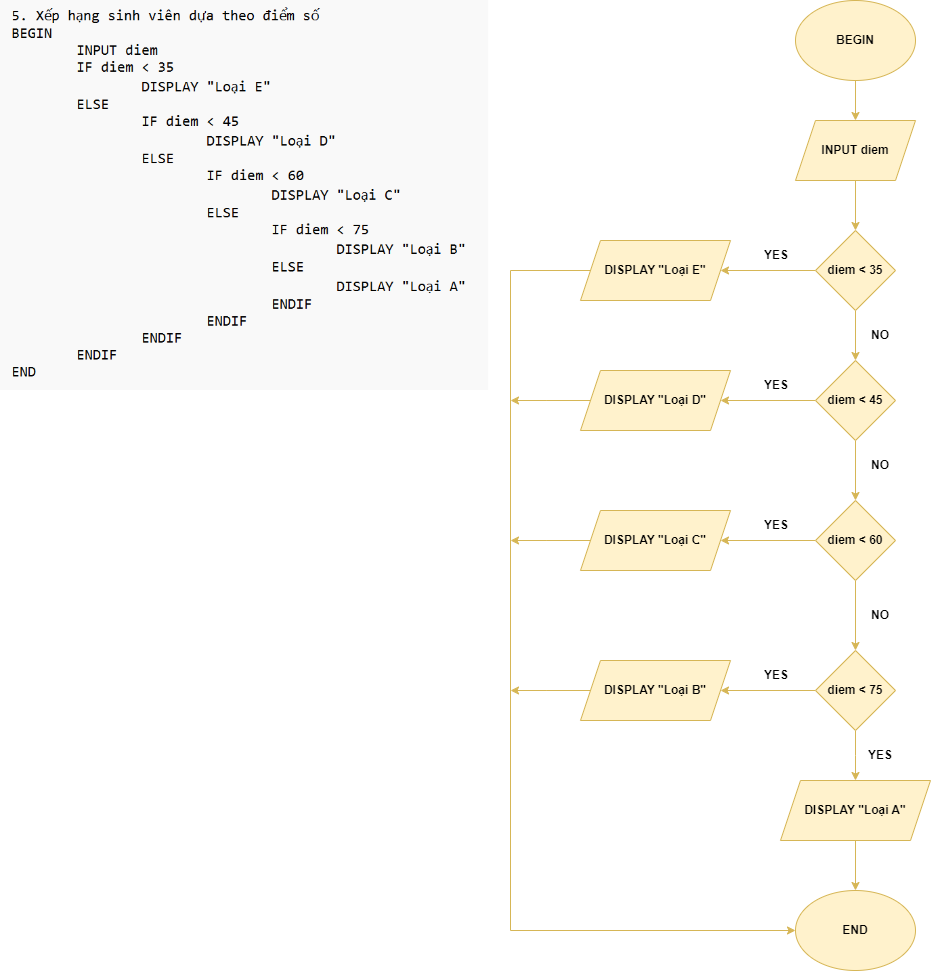 5. Xếp hạng sinh viên dựa theo điểm số
BEGIN
INPUT diem
IF diem < 35
DISPLAY "Loại E"
ELSE
IF diem < 45
DISPLAY "Loại D"
ELSE
IF diem < 60
DISPLAY "Loại C"
ELSE
IF diem < 75
DISPLAY "Loại B"
ELSE
DISPLAY "Loại A"
ENDIF
ENDIF
ENDIF
ENDIF
END
BEGIN
INPUT diem
diem < 35
YES
DISPLAY "Loại E"
NO
diem < 45
YES
DISPLAY "Loại D"
NO
diem < 60
YES
DISPLAY "Loại C"
NO
diem < 75
YES
DISPLAY "Loại B"
YES
DISPLAY "Loại A"
END